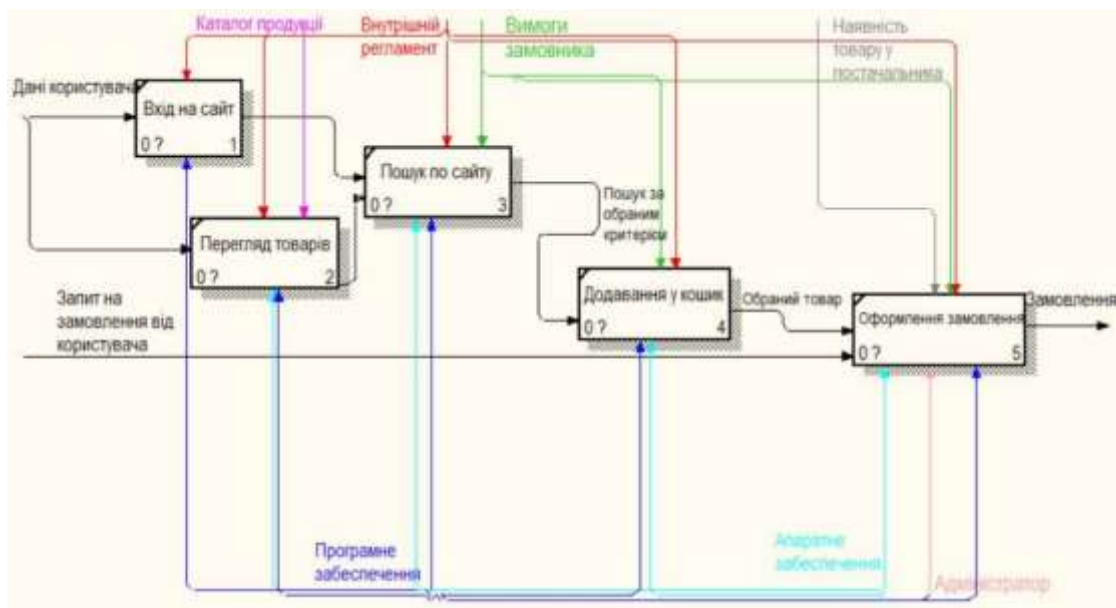 Каталог продукції
Внутрішній
регламент
Вимоги
замовника
Наявність
товару у
постачальника
Дані користувача
Вхід на сайт
0 ?
1
Пошук по сайту
0 ?
3
Пошук за
обраним
критерієм
Перегляд товарів
0 ?
2
Запит на
замовлення від
користувача
Додавання у кошик
0 ?
4
Обраний товар
Оформлення замовлення
0 ?
5
Замовлення
Програмне
забеспечення
Апаратне
забеспечення
Адміністратор